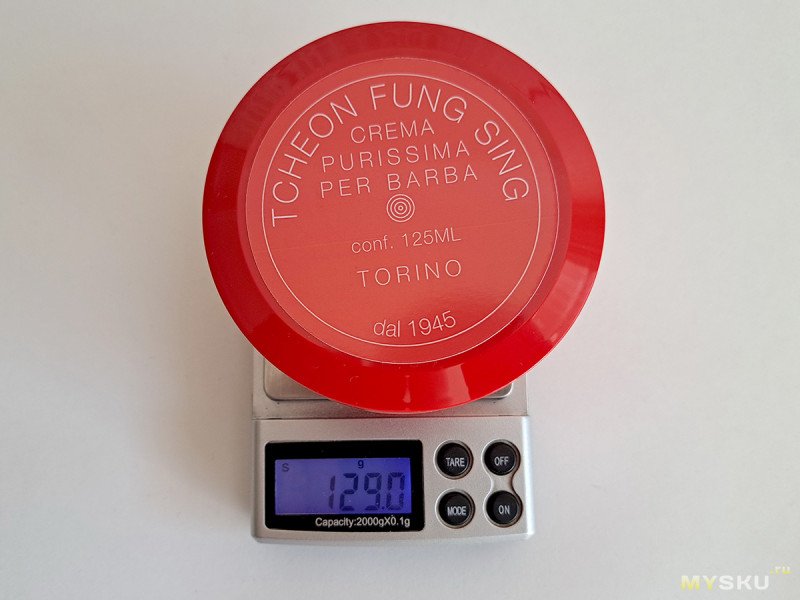 TCHEON FUNG SING
CREMA
PURISSIMA
PER BARBA
conf. 125ML
TORINO
dal 1945
S g
129.0
Capacity:2000gX0.1g
TARE OFF
MODE ON
MYSKU.ru